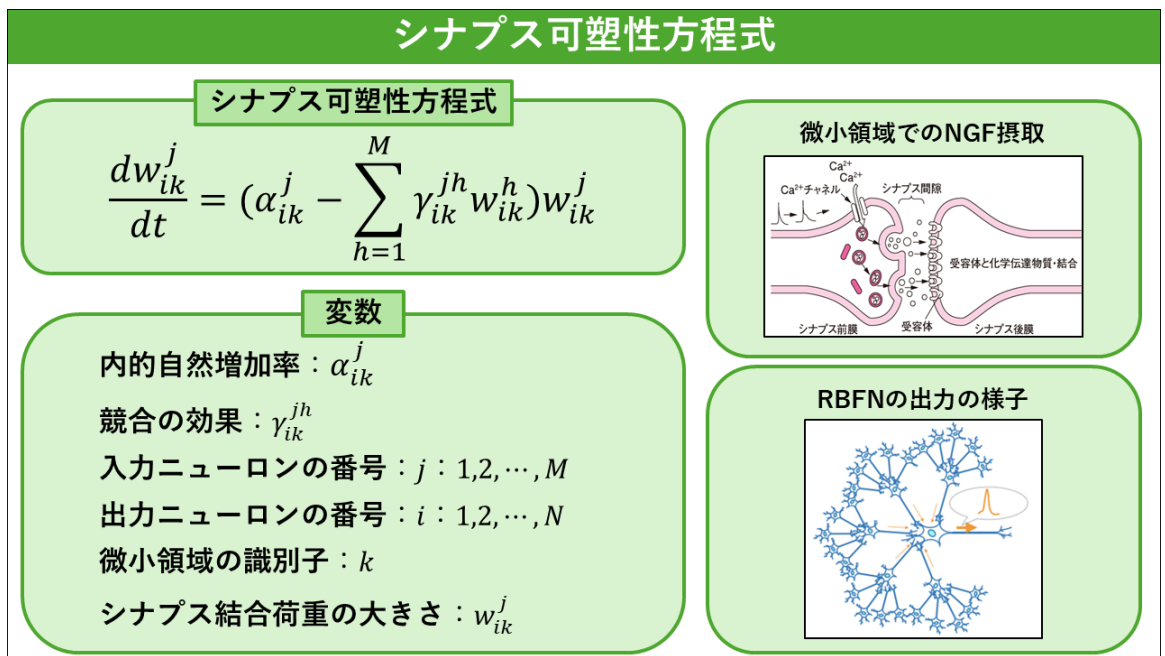 シナプス可塑性方程式
シナプス可塑性方程式
\frac{dw_{ik}^{j}}{dt} = (\alpha_{ik}^{j} - \sum_{h=1}^{M} \gamma_{ik}^{jh} w_{ik}^{h}) w_{ik}^{j}
変数
内的自然増加率：\alpha_{ik}^{j}
競合の効果：\gamma_{ik}^{jh}
入力ニューロンの番号：j：1,2,⋯,M
出力ニューロンの番号：i：1,2,⋯,N
微小領域の識別子：k
シナプス結合荷重の大きさ：w_{ik}^{j}
微小領域でのNGF摂取
Ca²⁺
Ca²⁺
Ca²⁺チャネル
シナプス間隙
受容体と化学伝達物質・結合
シナプス前膜
受容体
シナプス後膜
RBFNの出力の様子